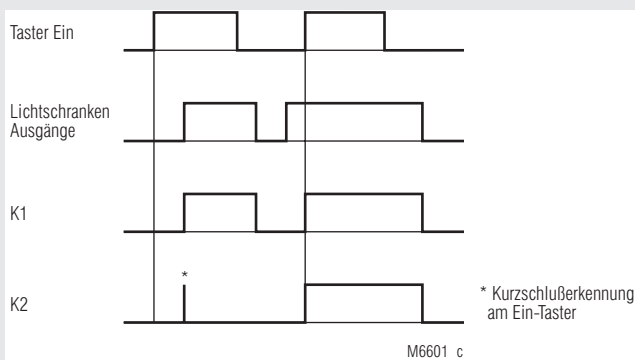 Taster Ein
Lichtschranken
Ausgänge
K1
*
K2
* Kurzschlußerkennung
am Ein-Taster
M6601 c